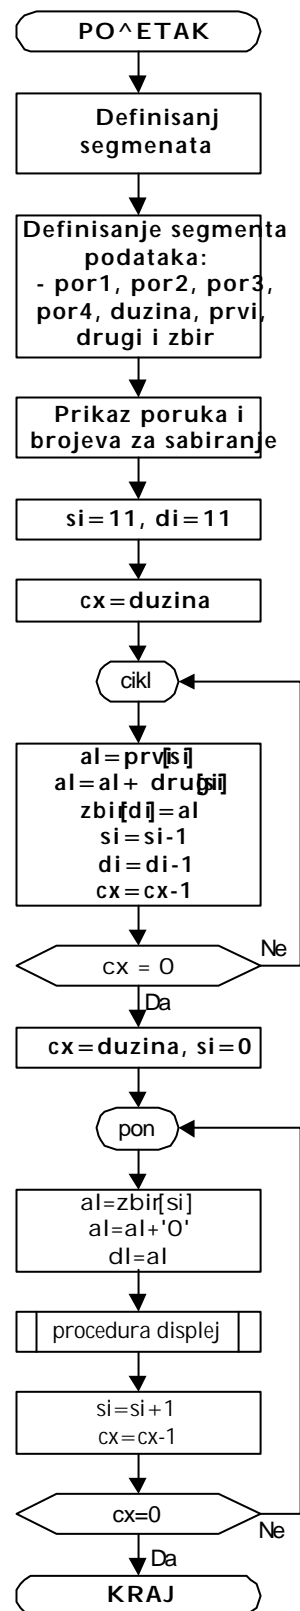 PO^ETAK
Definisanj
segmenata
Definisanje segmenta
podataka:
- por1, por2, por3,
por4, duzina, prvi,
drugi i zbir
Prikaz poruka i
brojeva za sabiranje
si=11, di=11
cx=duzina
cikl
al=prvi[si]
al=al+ drugi[si]
zbir[di]=al
si=si-1
di=di-1
cx=cx-1
cx = 0
Ne
Da
cx=duzina, si=0
pon
al=zbir[si]
al=al+'0'
dl=al
procedura displej
si=si+1
cx=cx-1
cx=0
Ne
Da
KRAJ